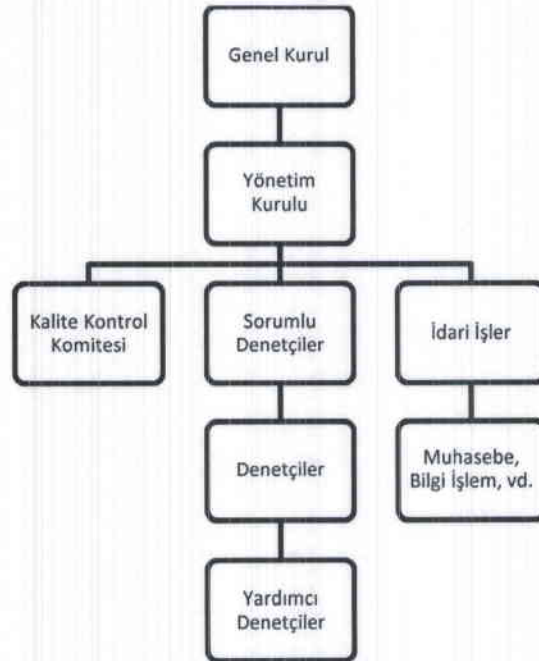 Genel Kurul
Yönetim
Kurulu
Kalite Kontrol
Komitesi
Sorumlu
Denetçiler
İdari İşler
Denetçiler
Muhasebe,
Bilgi İşlem, vd.
Yardımcı
Denetçiler